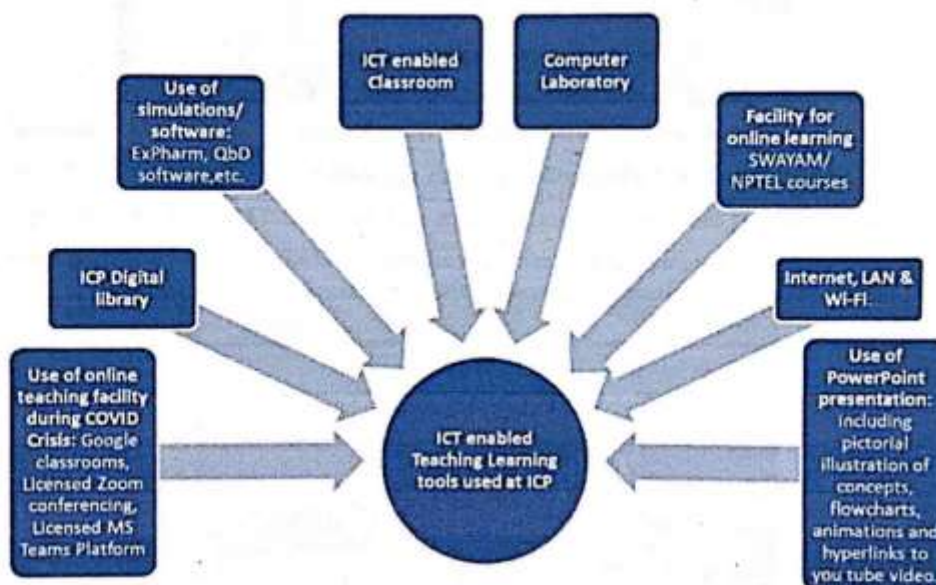 ICT enabled
Classroom
Computer
Laboratory
Use of
simulations/
software:
ExPharm, QbD
software,etc.
Facility for
online learning
SWAYAM/
NPTEL courses
ICP Digital
library
Internet, LAN &
Wi-Fi.
Use of online
teaching facility
during COVID
Crisis: Google
classrooms,
Licensed Zoom
conferencing,
Licensed MS
Teams Platform
ICT enabled
Teaching Learning
tools used at ICP
Use of
PowerPoint
presentation:
including
pictorial
illustration of
concepts,
flowcharts,
animations and
hyperlinks to
you tube video